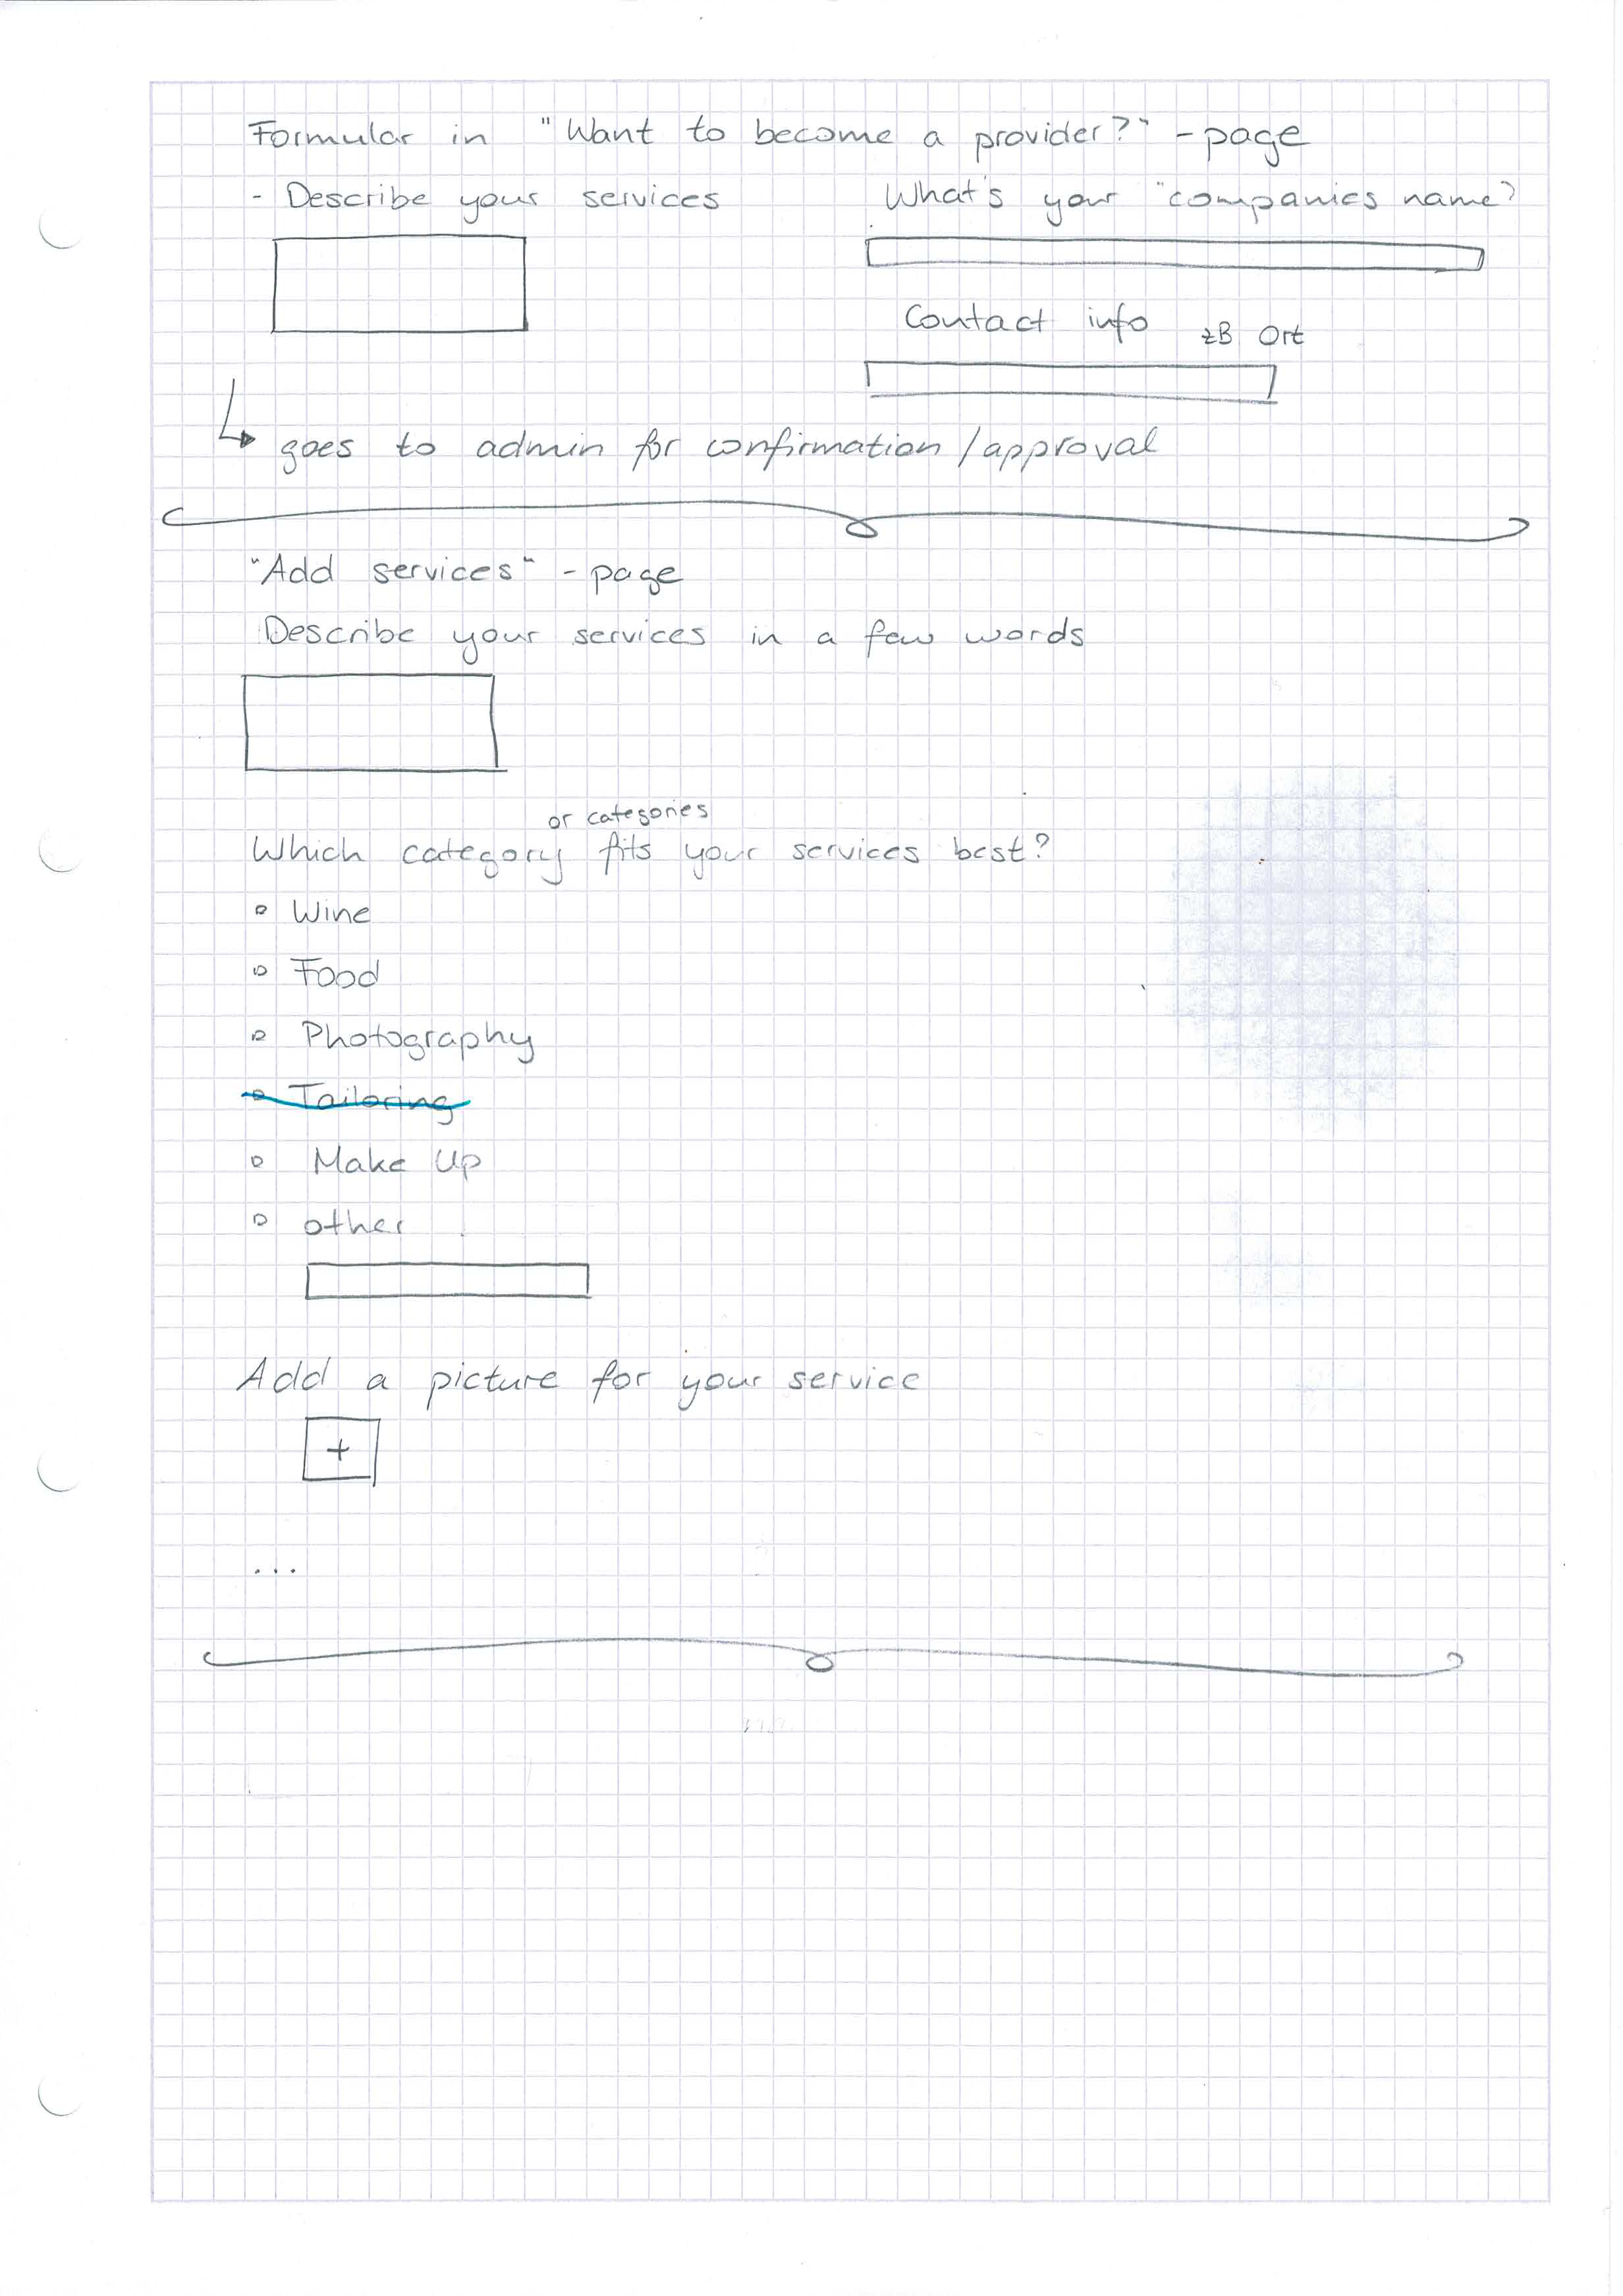 Formular in "Want to become a provider?" - page
- Describe your services
What's your companies name?
Contact info zB Ort
goes to admin for confirmation / approval
"Add services" - page
Describe your services in a few words
or categories
Which category fits your services best?
Wine
Food
Photography
Tailoring
Make Up
other
Add a picture for your service
+
...